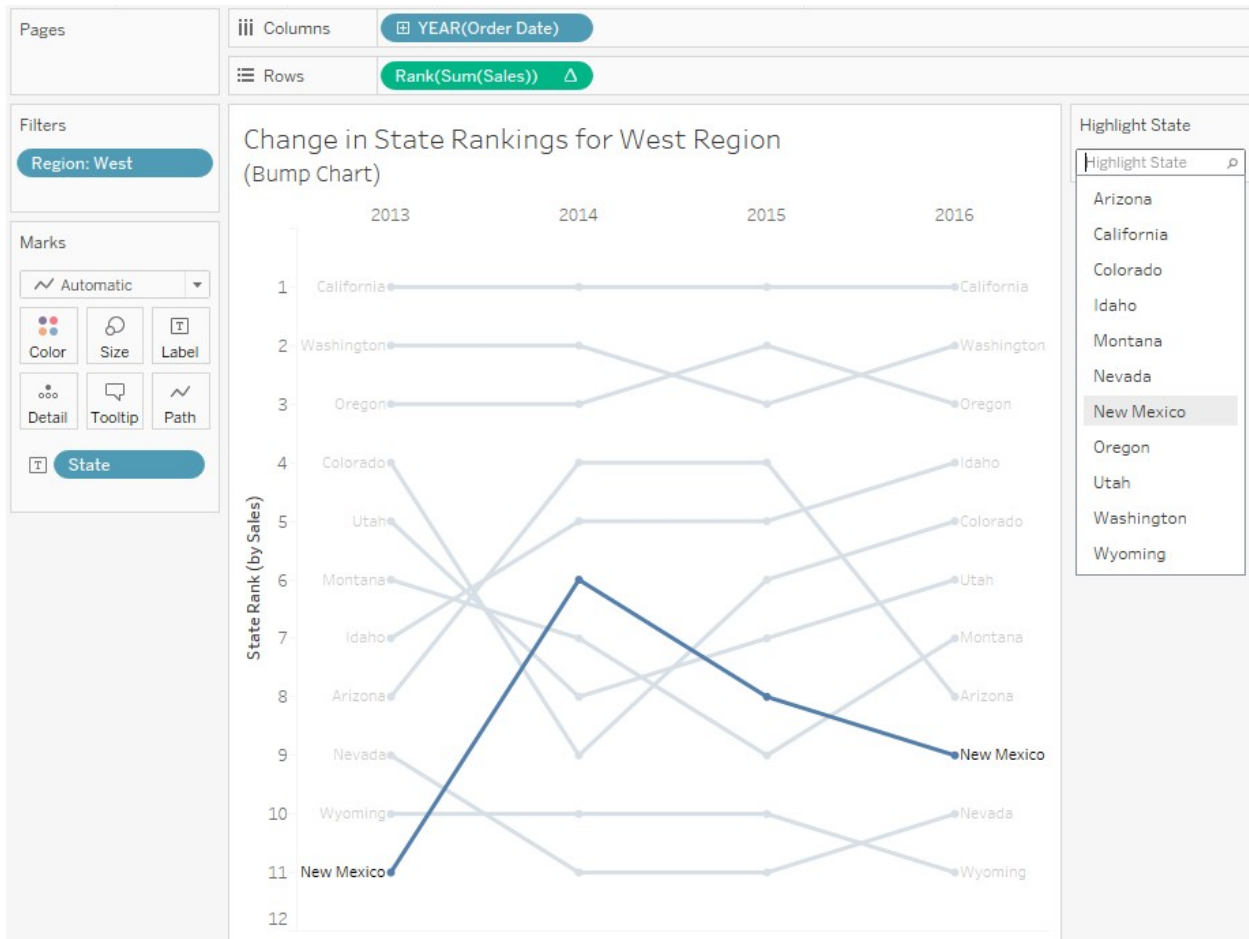 Pages
Columns
YEAR(Order Date)
Rows
Rank(Sum(Sales)) Δ
Filters
Region: West
Marks
Automatic
Color
Size
T
Label
Detail
Tooltip
Path
T
State
Change in State Rankings for West Region
(Bump Chart)
2013 2014 2015 2016
State Rank (by Sales)
1 California California
2 Washington Washington
3 Oregon Oregon
4 Colorado Idaho
5 Utah Colorado
6 Montana Utah
7 Idaho Montana
8 Arizona Arizona
9 Nevada New Mexico
10 Wyoming Nevada
11 New Mexico Wyoming
12
Highlight State
Highlight State
Arizona
California
Colorado
Idaho
Montana
Nevada
New Mexico
Oregon
Utah
Washington
Wyoming